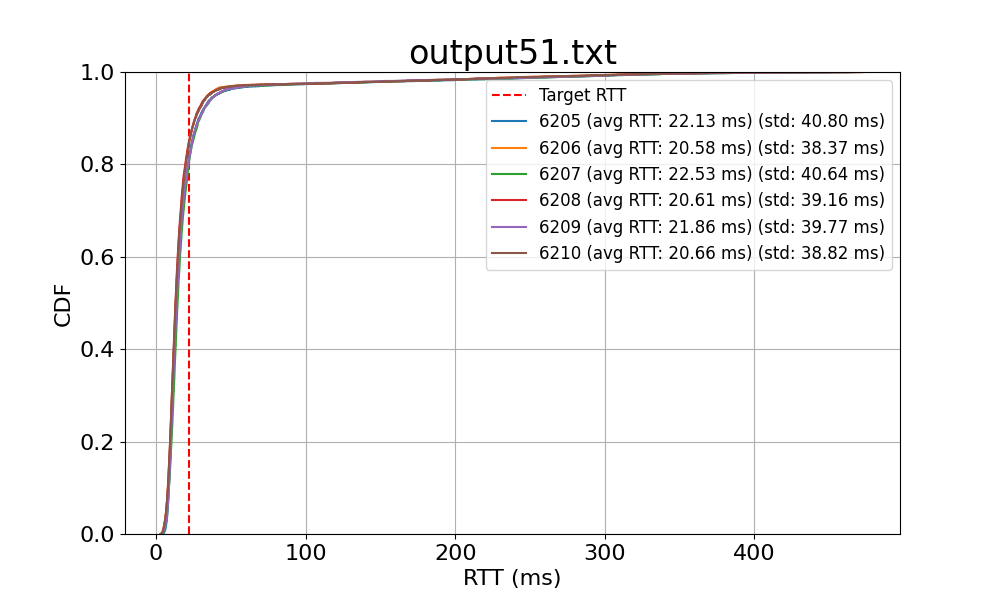 output51.txt
1.0
0.8
0.6
0.4
0.2
0.0
CDF
Target RTT
6205 (avg RTT: 22.13 ms) (std: 40.80 ms)
6206 (avg RTT: 20.58 ms) (std: 38.37 ms)
6207 (avg RTT: 22.53 ms) (std: 40.64 ms)
6208 (avg RTT: 20.61 ms) (std: 39.16 ms)
6209 (avg RTT: 21.86 ms) (std: 39.77 ms)
6210 (avg RTT: 20.66 ms) (std: 38.82 ms)
0 100 200 300 400
RTT (ms)